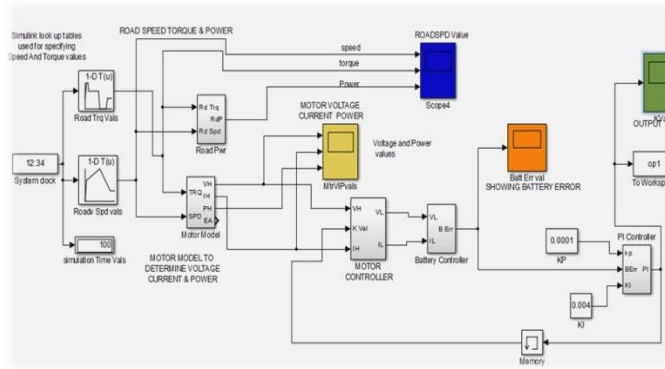 Simulink look up tables
used for specifying
Speed And Torque values
ROAD SPEED TORQUE & POWER
ROADSPD Value
speed
torque
Power
Scope4
1-D T(u)
Road Trq Vals
Rd Trq
RdP
Rd Spd
Road Pwr
MOTOR VOLTAGE
CURRENT POWER
Voltage and Power
values
MtrVIPvals
OUTPUT
12:34
System clock
1-D T(u)
Roadv Spd vals
100
simulation Time Vals
TRQ
SPD
VH
IH
PH
EA
Motor Model
MOTOR MODEL TO
DETERMINE VOLTAGE
CURRENT & POWER
VH
K Val
IH
VL
IL
MOTOR
CONTROLLER
VL
IL
B Err
Battery Controller
Batt Err val
SHOWING BATTERY ERROR
op1
To Worksp
0.0001
KP
0.004
KI
PI Controller
kp
BErr
KI
PI
Memory